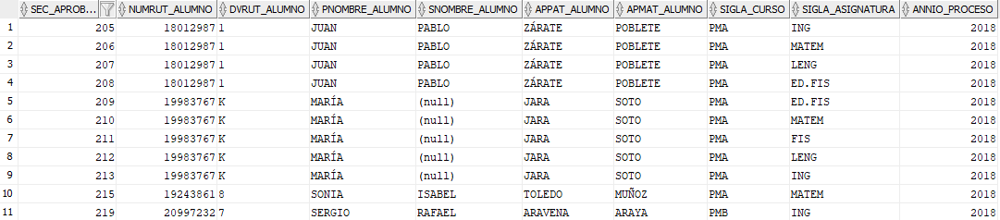 SEC_APROB... NUMRUT_ALUMNO DVRUT_ALUMNO PNOMBRE_ALUMNO SNOMBRE_ALUMNO APPAT_ALUMNO APMAT_ALUMNO SIGLA_CURSO SIGLA_ASIGNATURA ANNIO_PROCESO
1 205 18012987 1 JUAN PABLO ZÁRATE POBLETE PMA ING 2018
2 206 18012987 1 JUAN PABLO ZÁRATE POBLETE PMA MATEM 2018
3 207 18012987 1 JUAN PABLO ZÁRATE POBLETE PMA LENG 2018
4 208 18012987 1 JUAN PABLO ZÁRATE POBLETE PMA ED.FIS 2018
5 209 19983767 K MARÍA (null) JARA SOTO PMA ED.FIS 2018
6 210 19983767 K MARÍA (null) JARA SOTO PMA MATEM 2018
7 211 19983767 K MARÍA (null) JARA SOTO PMA FIS 2018
8 212 19983767 K MARÍA (null) JARA SOTO PMA LENG 2018
9 213 19983767 K MARÍA (null) JARA SOTO PMA ING 2018
10 215 19243861 8 SONIA ISABEL TOLEDO MUÑOZ PMA MATEM 2018
11 219 20997232 7 SERGIO RAFAEL ARAVENA ARAYA PMB ING 2018